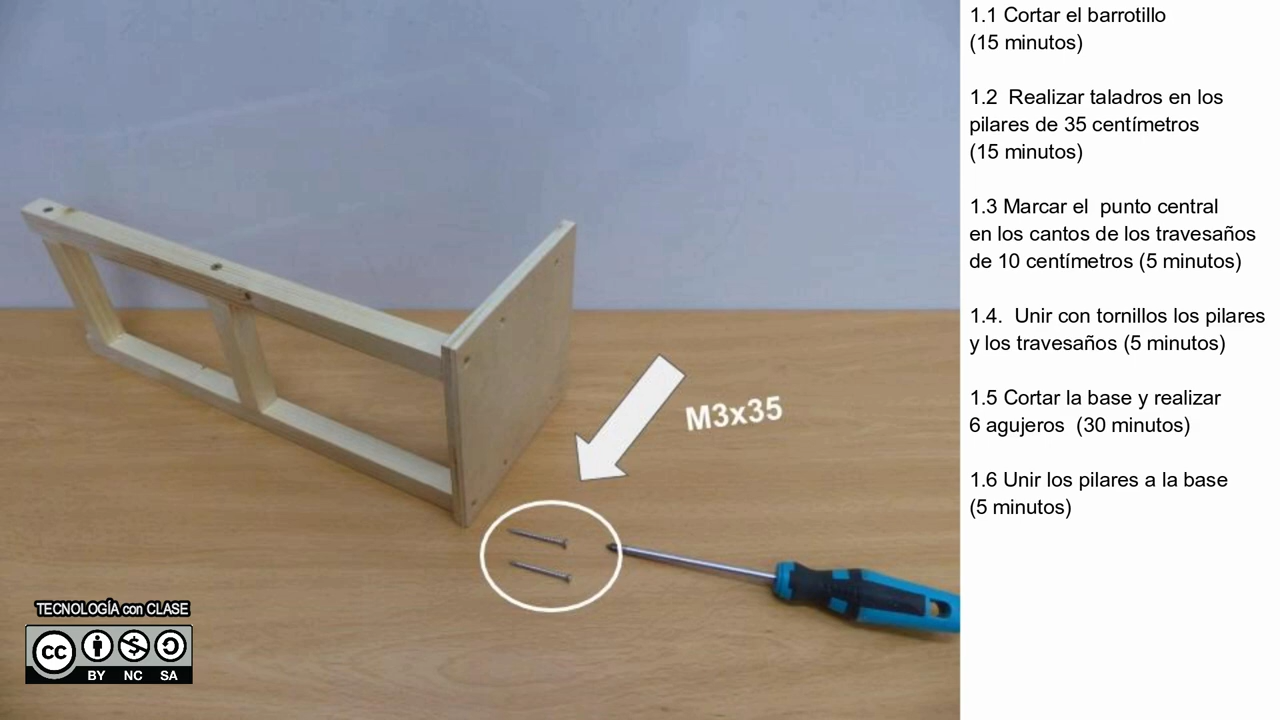 1.1 Cortar el barrotillo
(15 minutos)
1.2 Realizar taladros en los
pilares de 35 centímetros
(15 minutos)
1.3 Marcar el punto central
en los cantos de los travesaños
de 10 centímetros (5 minutos)
1.4. Unir con tornillos los pilares
y los travesaños (5 minutos)
1.5 Cortar la base y realizar
6 agujeros (30 minutos)
1.6 Unir los pilares a la base
(5 minutos)
M3x35
TECNOLOGÍA con CLASE
cc
BY NC SA